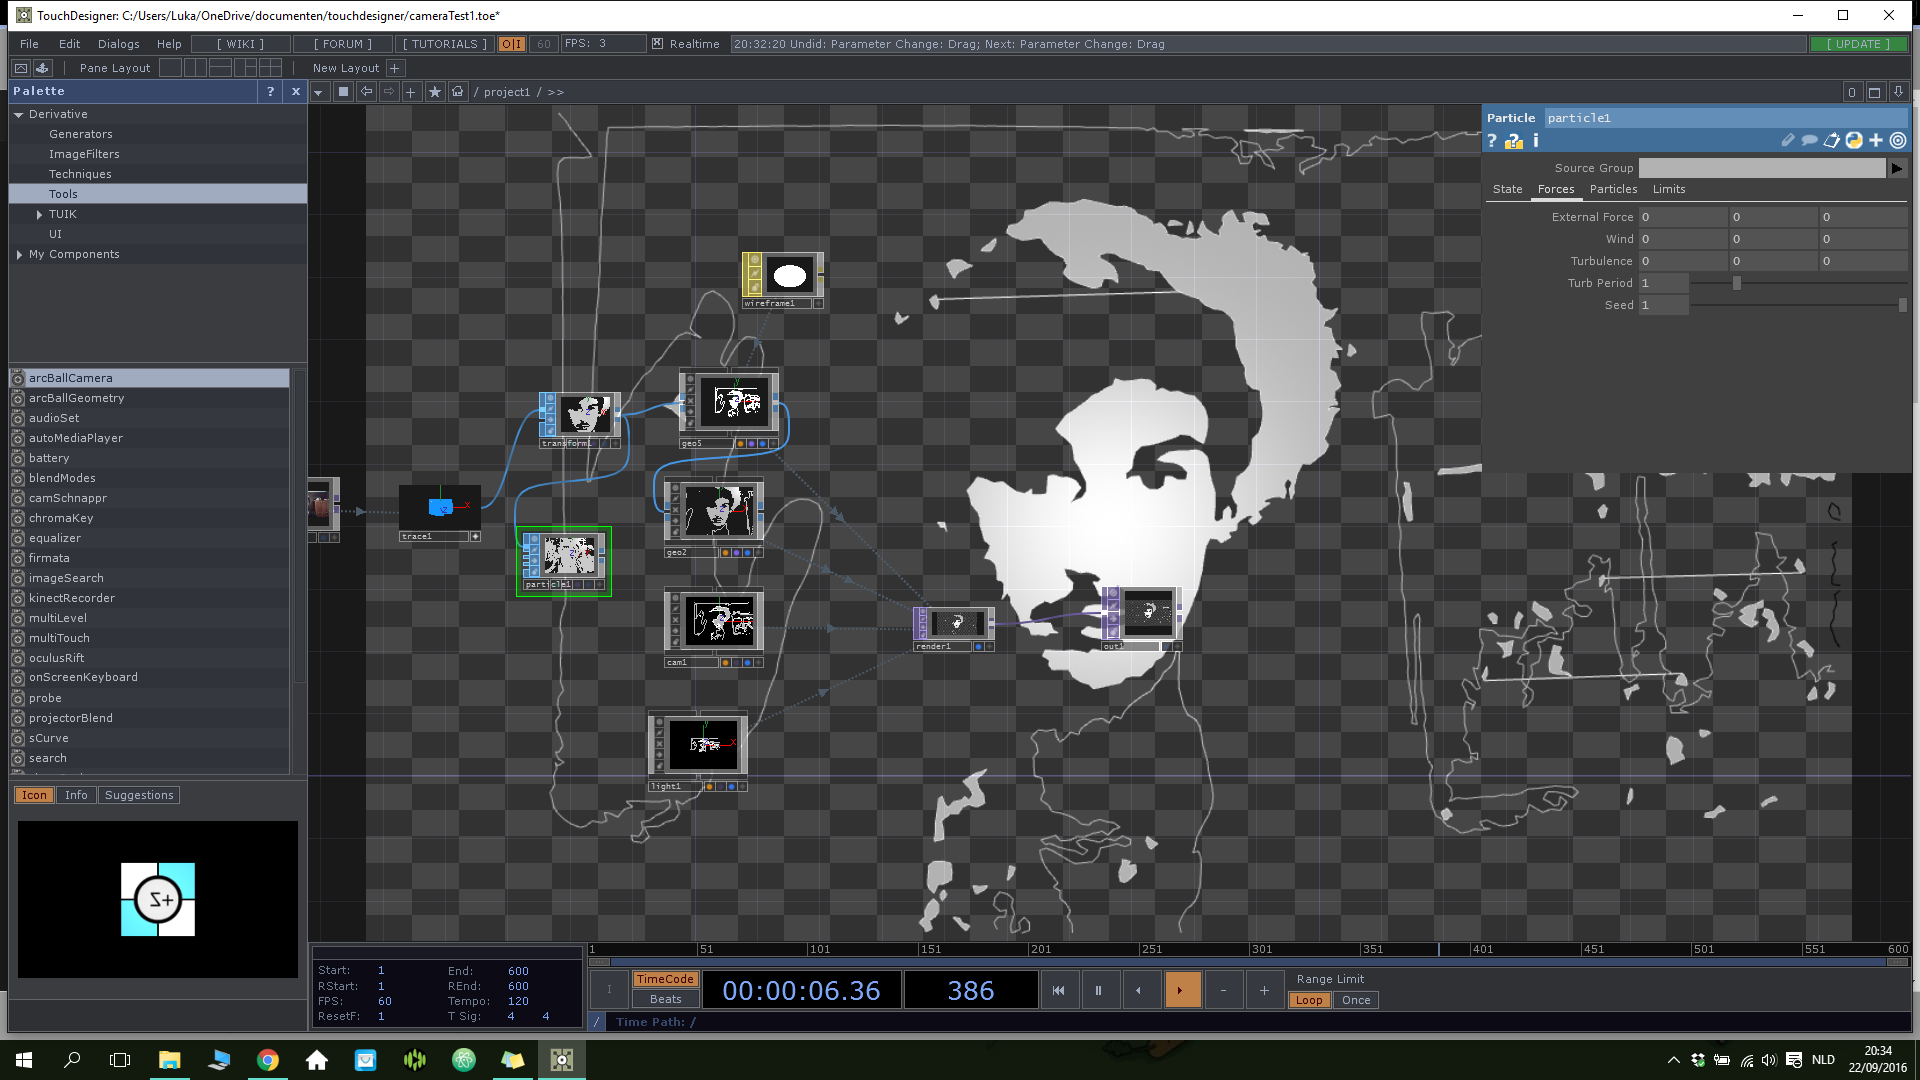 TouchDesigner: C:/Users/Luka/OneDrive/documenten/touchdesigner/cameraTest1.toe*
File Edit Dialogs Help [ WIKI ] [ FORUM ] [ TUTORIALS ] O|I 60 FPS: 3 Realtime 20:32:20 Undid: Parameter Change: Drag; Next: Parameter Change: Drag [ UPDATE ]
Pane Layout New Layout +
Palette ? x / project1 / >> 0
Derivative
Generators
ImageFilters
Techniques
Tools
TUIK
UI
My Components
arcBallCamera
arcBallGeometry
audioSet
autoMediaPlayer
battery
blendModes
camSchnappr
chromaKey
equalizer
firmata
imageSearch
kinectRecorder
multiLevel
multiTouch
oculusRift
onScreenKeyboard
probe
projectorBlend
sCurve
search
Icon Info Suggestions
Z+
wireframe1
transform1
geo5
trace1
geo2
particle1
cam1
render1
out1
light1
Particle particle1
? ? i
Source Group
State Forces Particles Limits
External Force 0 0 0
Wind 0 0 0
Turbulence 0 0 0
Turb Period 1
Seed 1
1 51 101 151 201 251 301 351 401 451 501 551 600
Start: 1 End: 600
RStart: 1 REnd: 600
FPS: 60 Tempo: 120
ResetF: 1 T Sig: 4 4
I TimeCode Beats 00:00:06.36 386 - + Range Limit
Loop Once
/ Time Path: /
NLD
20:34
22/09/2016